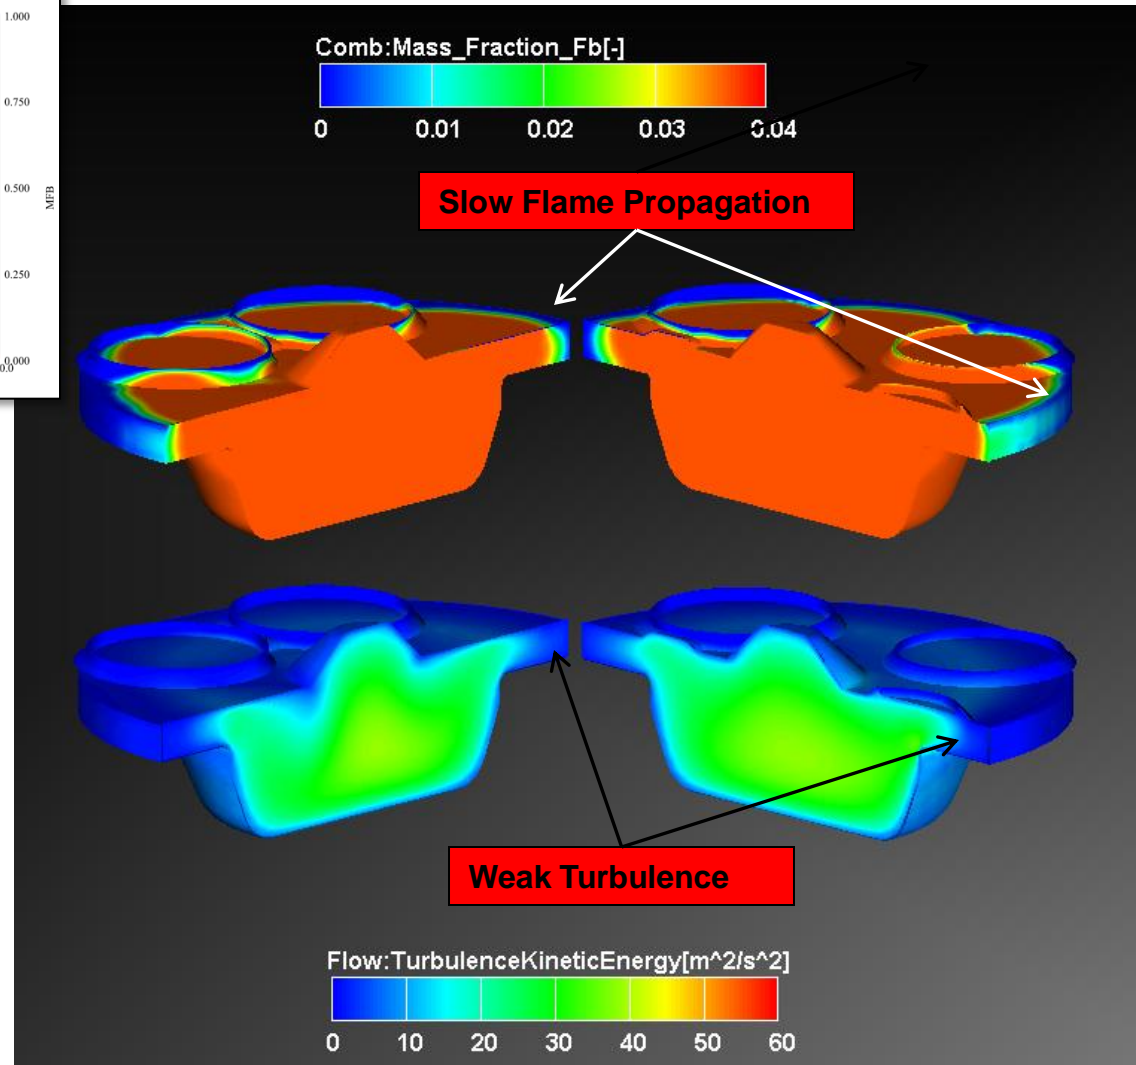 1.000
0.750
0.500
MFB
0.250
0.000
0.0
Comb:Mass_Fraction_Fb[-]
0 0.01 0.02 0.03 0.04
Slow Flame Propagation
Weak Turbulence
Flow:TurbulenceKineticEnergy[m^2/s^2]
0 10 20 30 40 50 60